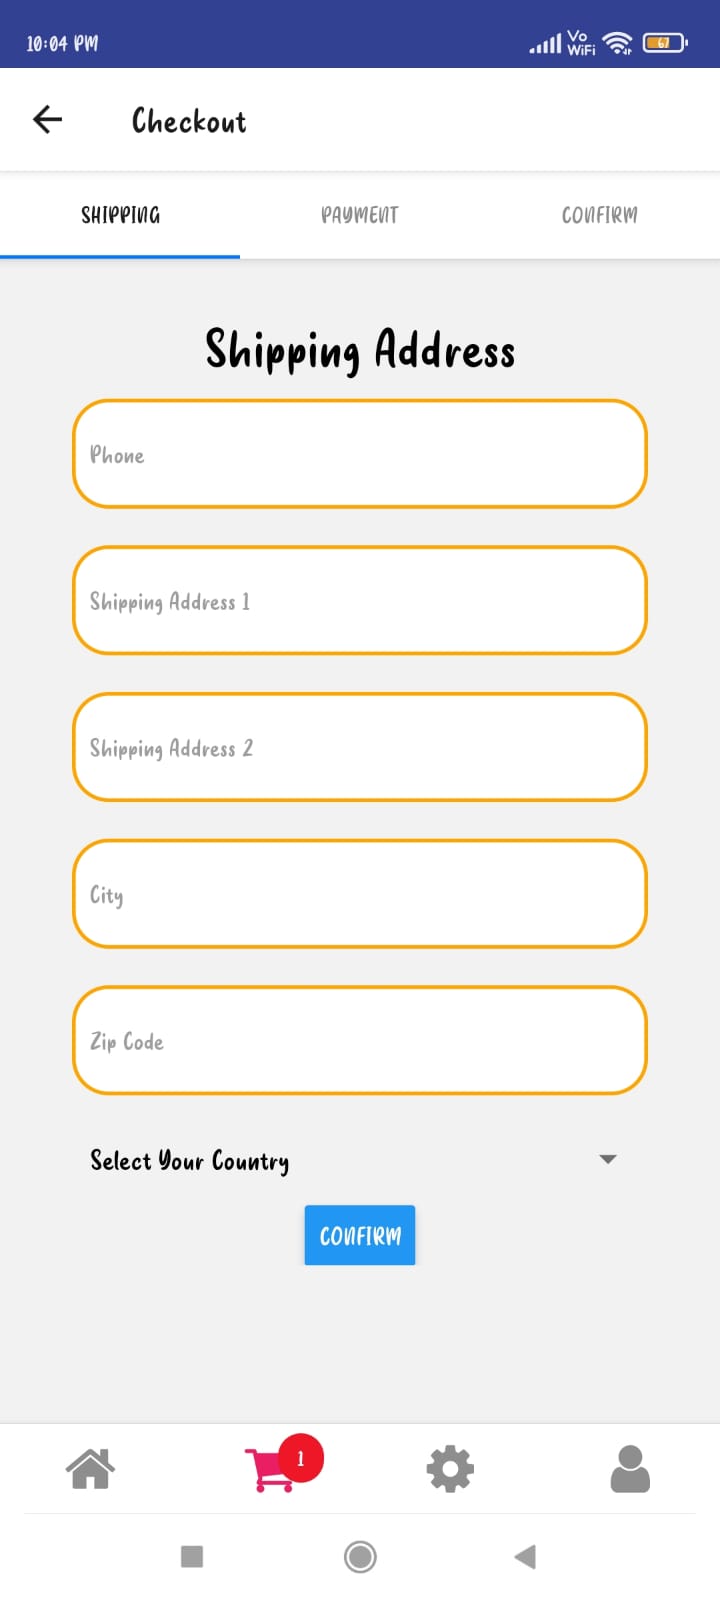 10:04 PM
Vo
WiFi
67
Checkout
SHIPPING
PAYMENT
CONFIRM
Shipping Address
Phone
Shipping Address 1
Shipping Address 2
City
Zip Code
Select Your Country
CONFIRM
1